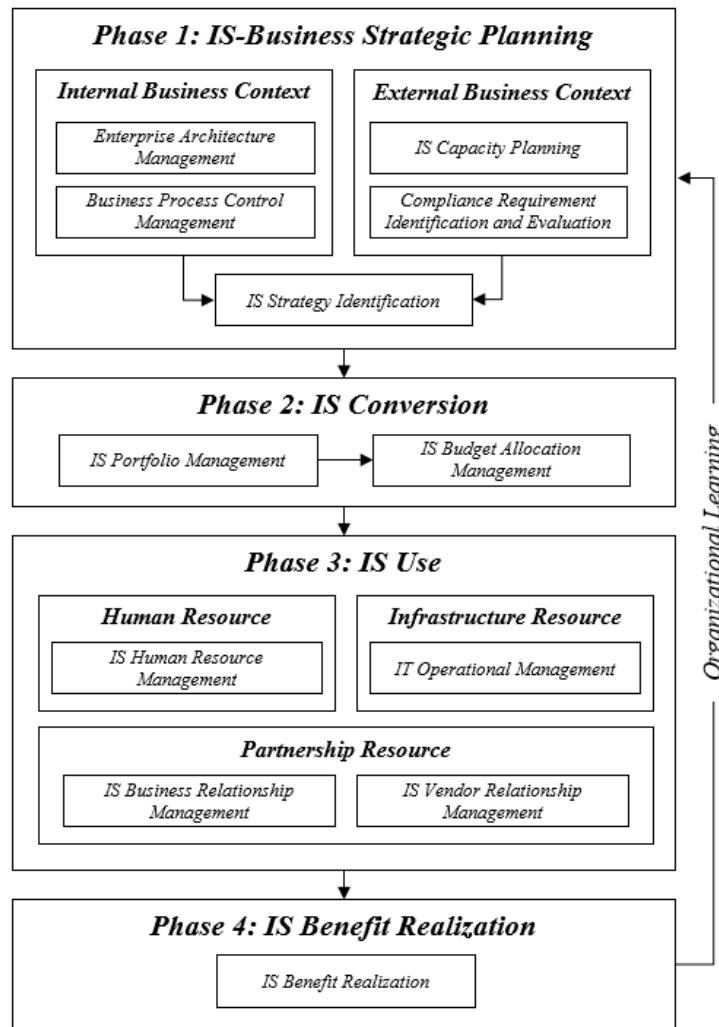 Phase 1: IS-Business Strategic Planning
Internal Business Context
Enterprise Architecture
Management
Business Process Control
Management
External Business Context
IS Capacity Planning
Compliance Requirement
Identification and Evaluation
IS Strategy Identification
Phase 2: IS Conversion
IS Portfolio Management
IS Budget Allocation
Management
Phase 3: IS Use
Human Resource
IS Human Resource
Management
Infrastructure Resource
IT Operational Management
Partnership Resource
IS Business Relationship
Management
IS Vendor Relationship
Management
Phase 4: IS Benefit Realization
IS Benefit Realization
Organizational Learning